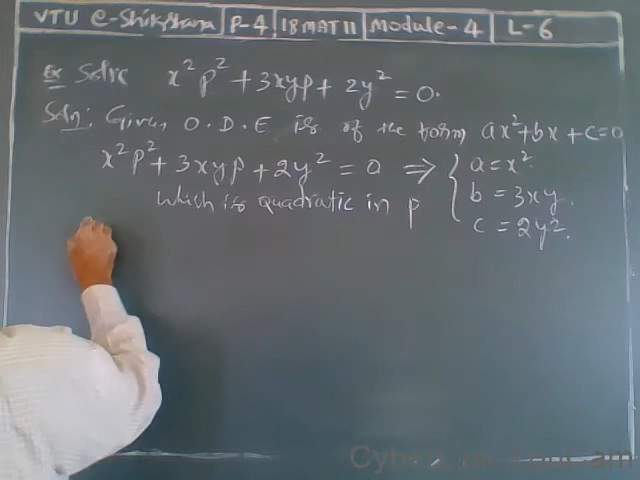 VTU e-Shikshana P-4 18MAT11 Module-4 L-6
Ex Solve x²p² + 3xyp + 2y² = 0.
Soln: Given O.D.E is of the form ax²+bx+c=0
x²p² + 3xyp + 2y² = 0 ⇒ { a = x².
which is quadratic in p b = 3xy.
c = 2y².